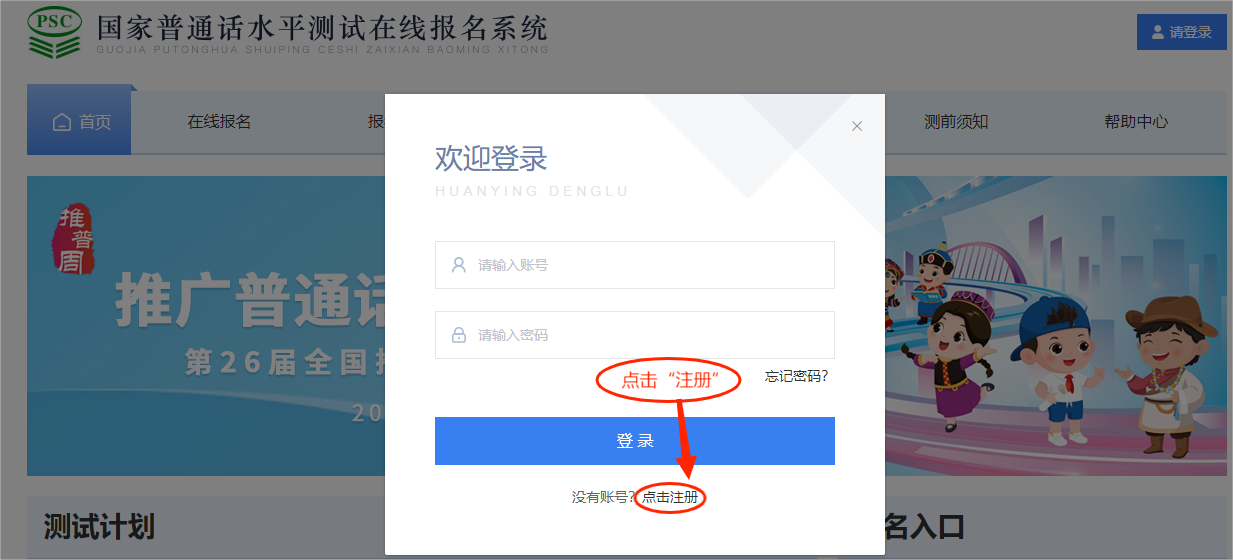 PSC
国家普通话水平测试在线报名系统
GUOJIA PUTONGHUA SHUIPING CESHI ZAIXIAN BAOMING XITONG
请登录
首页
在线报名
报
测前须知
帮助中心
欢迎登录
HUANYING DENGLU
请输入账号
请输入密码
点击“注册”
忘记密码?
登 录
没有账号? 点击注册
推普周
推广普通话
第26届全国推
20
测试计划
名入口